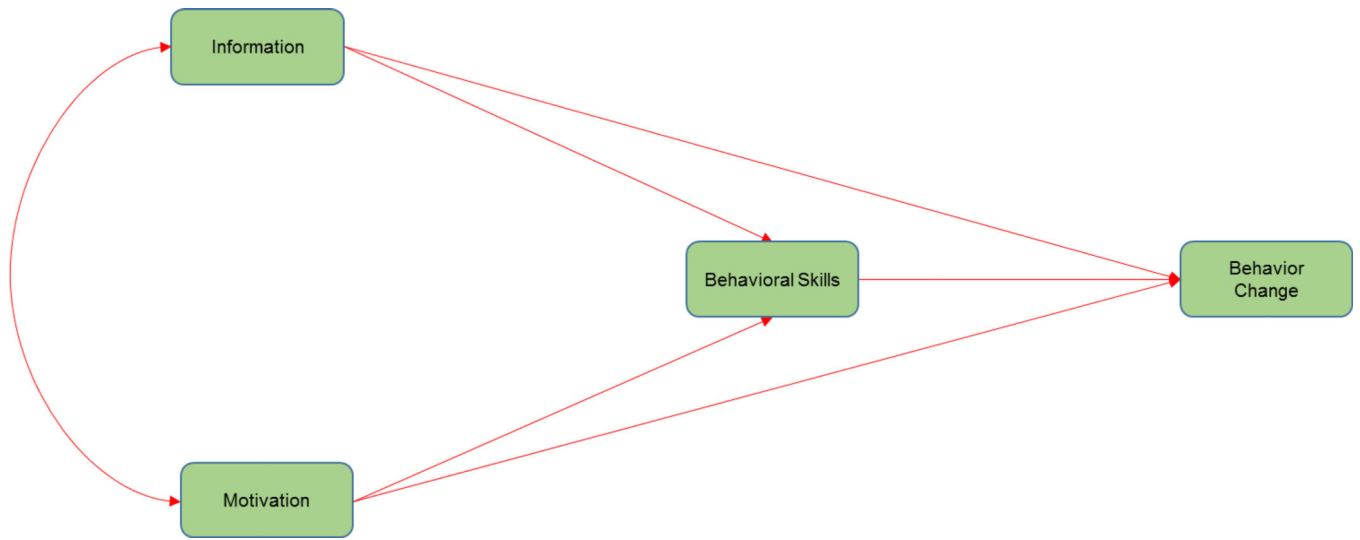 Information
Behavioral Skills
Behavior
Change
Motivation